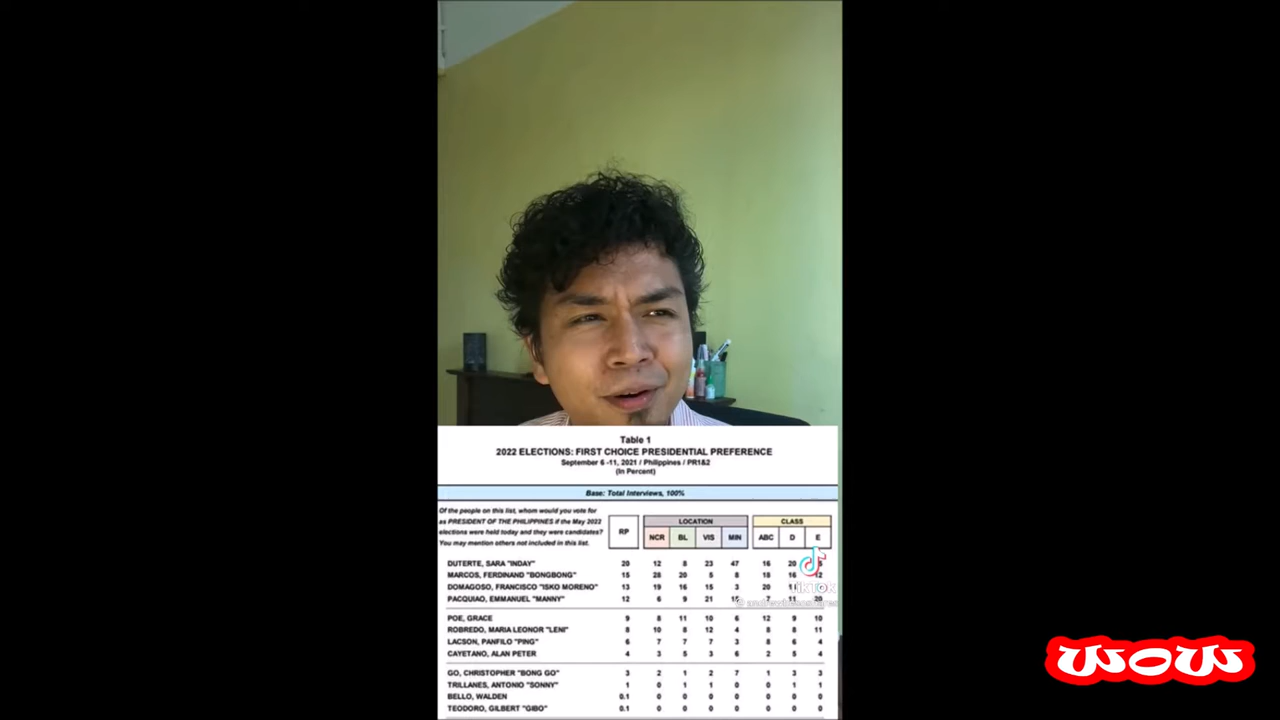 Table 1
2022 ELECTIONS: FIRST CHOICE PRESIDENTIAL PREFERENCE
September 6 -11, 2021 / Philippines / PR1&2
(In Percent)
Base: Total Interviews, 100%
Of the people on this list, whom would you vote for
as PRESIDENT OF THE PHILIPPINES if the May 2022
elections were held today and they were candidates?
You may mention others not included in this list.
RP LOCATION CLASS
NCR BL VIS MIN ABC D E
DUTERTE, SARA "INDAY" 20 12 8 23 47 16 20
MARCOS, FERDINAND "BONGBONG" 15 28 20 5 8 18 16 12
DOMAGOSO, FRANCISCO "ISKO MORENO" 13 19 16 15 3 20
PACQUIAO, EMMANUEL "MANNY" 12 6 9 21 15 7 11 20
POE, GRACE 9 8 11 10 6 12 9 10
ROBREDO, MARIA LEONOR "LENI" 8 10 8 12 4 8 8 11
LACSON, PANFILO "PING" 6 7 7 7 3 8 6 4
CAYETANO, ALAN PETER 4 3 5 3 6 2 5 4
GO, CHRISTOPHER "BONG GO" 3 2 1 2 7 1 3 3
TRILLANES, ANTONIO "SONNY" 1 0 1 1 0 0 1 1
BELLO, WALDEN 0.1 0 0 0 0 0 0 0
TEODORO, GILBERT "GIBO" 0.1 0 0 0 0 0 0 0
TikTok
WOW